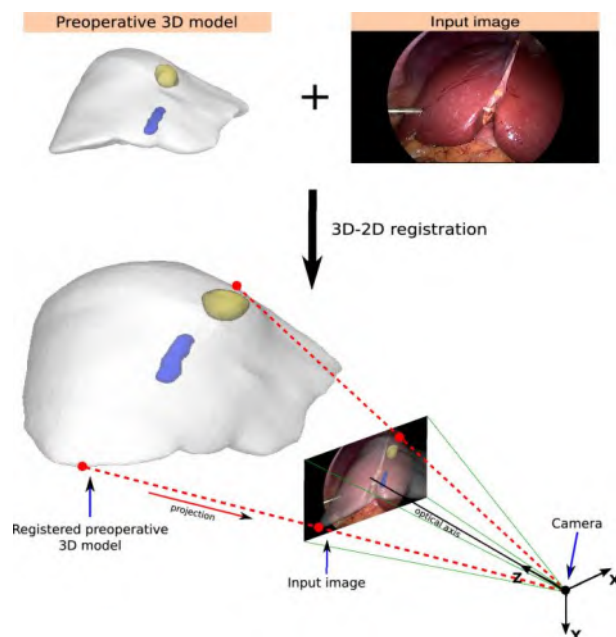 Preoperative 3D model
Input image
+
3D-2D registration
projection
optical axis
Registered preoperative
3D model
Input image
Camera
Z
X
Y